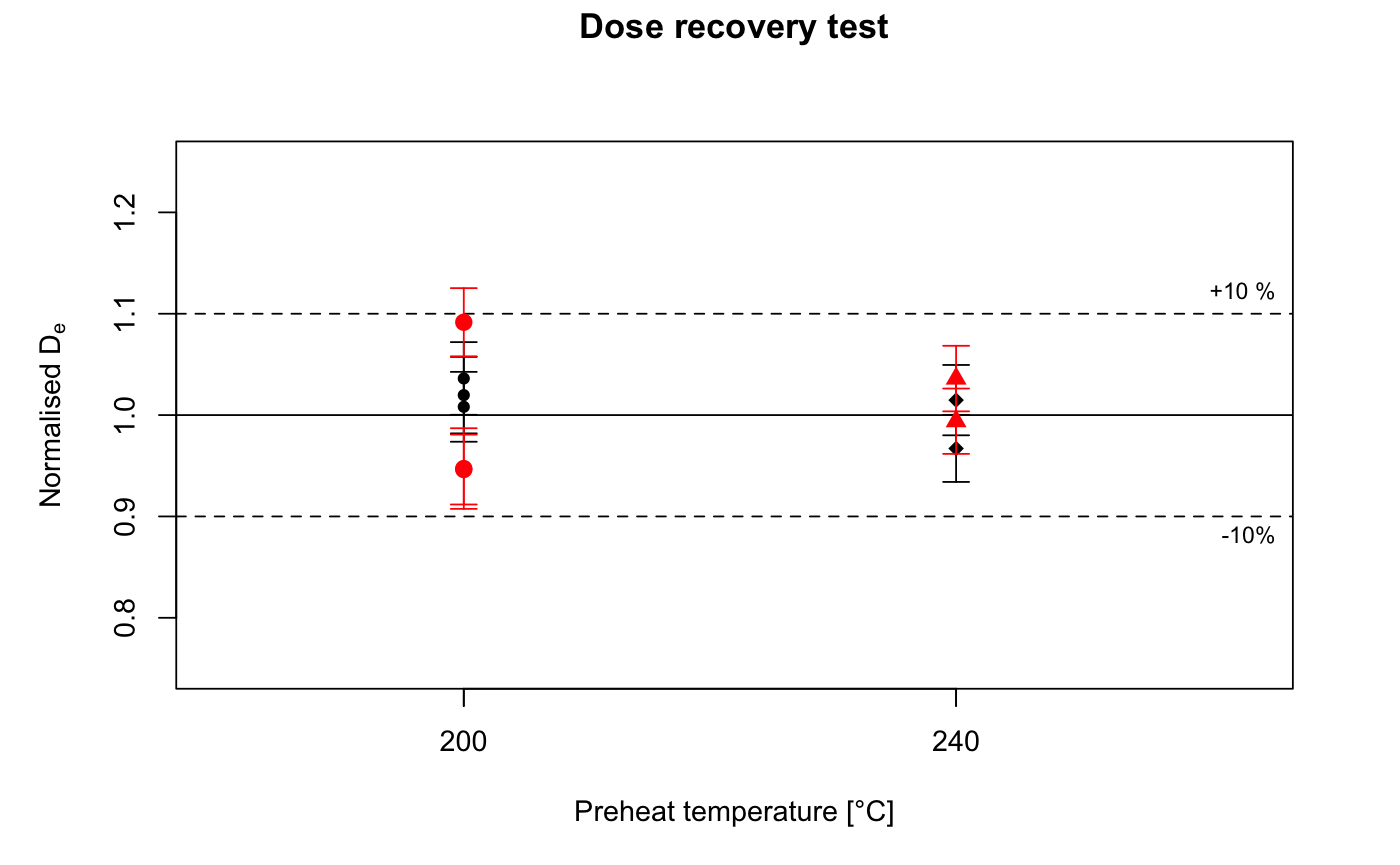 Dose recovery test
Normalised De
1.2
1.1
1.0
0.9
0.8
+10 %
-10%
200 240
Preheat temperature [°C]